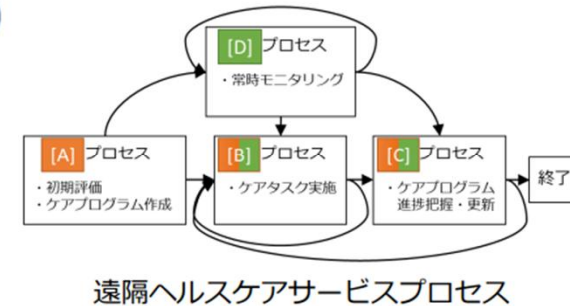 [D] プロセス
・常時モニタリング
[A] プロセス
・初期評価
・ケアプログラム作成
[B] プロセス
・ケアタスク実施
[C] プロセス
・ケアプログラム
進捗把握・更新
終了
遠隔ヘルスケアサービスプロセス